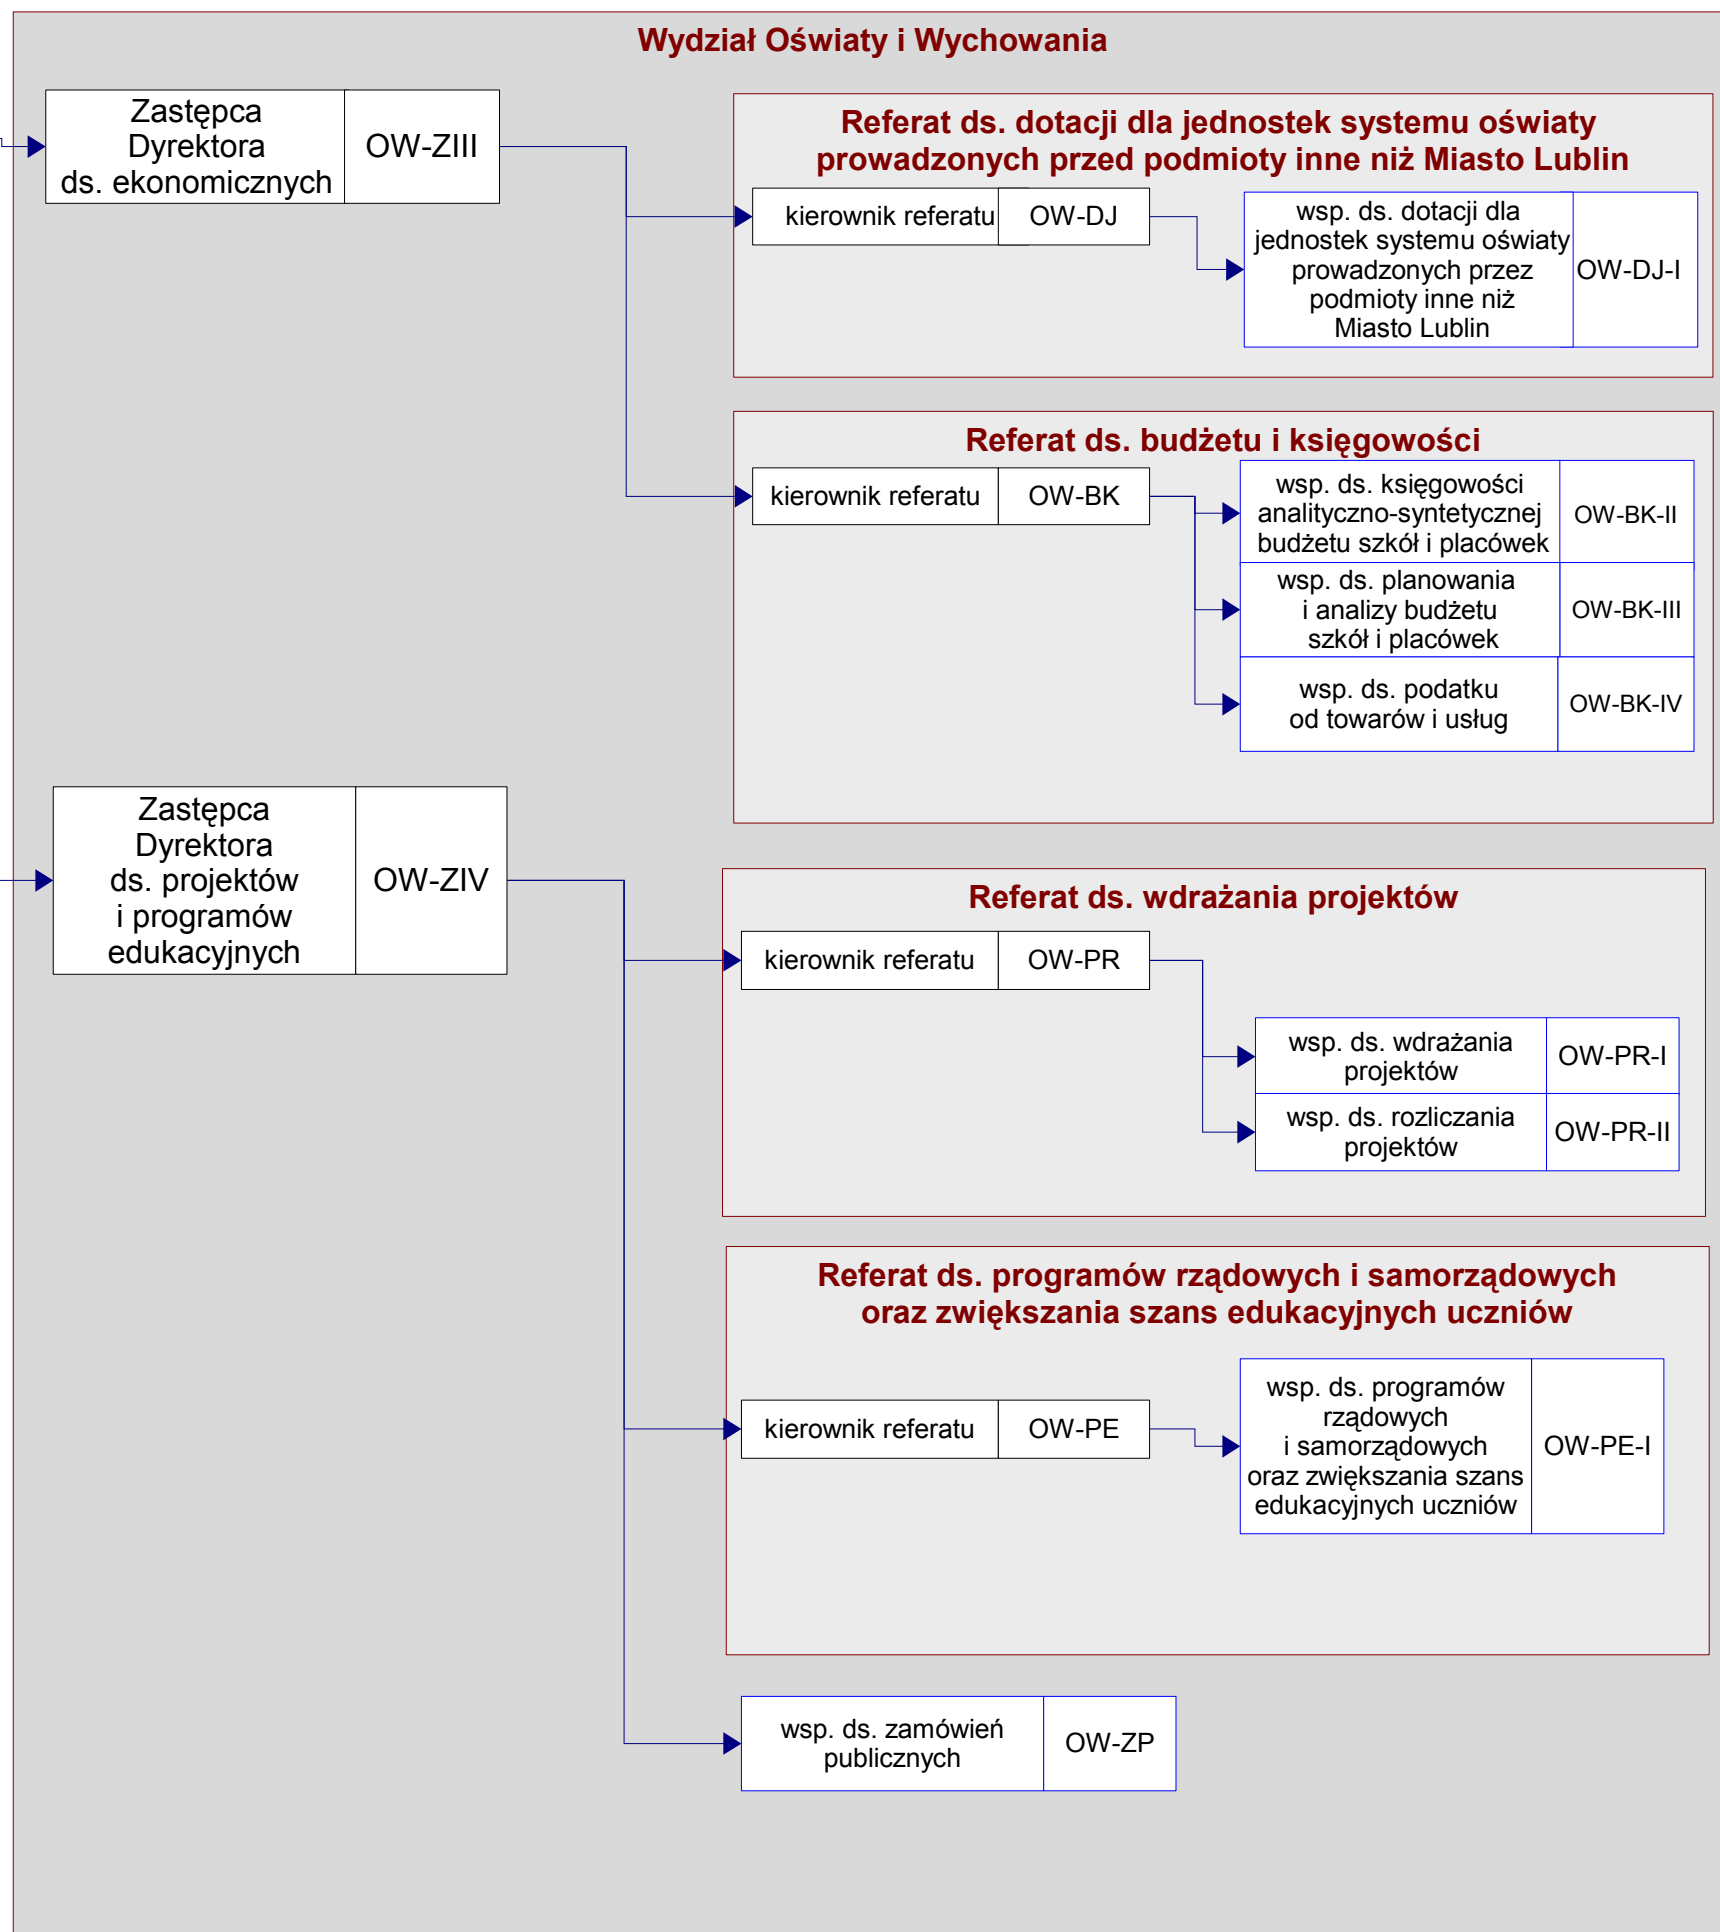 Wydział Oświaty i Wychowania
Zastępca
Dyrektora
ds. ekonomicznych
OW-ZIII
Referat ds. dotacji dla jednostek systemu oświaty
prowadzonych przed podmioty inne niż Miasto Lublin
kierownik referatu
OW-DJ
wsp. ds. dotacji dla
jednostek systemu oświaty
prowadzonych przez
podmioty inne niż
Miasto Lublin
OW-DJ-I
Referat ds. budżetu i księgowości
kierownik referatu
OW-BK
wsp. ds. księgowości
analityczno-syntetycznej
budżetu szkół i placówek
OW-BK-II
wsp. ds. planowania
i analizy budżetu
szkół i placówek
OW-BK-III
wsp. ds. podatku
od towarów i usług
OW-BK-IV
Zastępca
Dyrektora
ds. projektów
i programów
edukacyjnych
OW-ZIV
Referat ds. wdrażania projektów
kierownik referatu
OW-PR
wsp. ds. wdrażania
projektów
OW-PR-I
wsp. ds. rozliczania
projektów
OW-PR-II
Referat ds. programów rządowych i samorządowych
oraz zwiększania szans edukacyjnych uczniów
kierownik referatu
OW-PE
wsp. ds. programów
rządowych
i samorządowych
oraz zwiększania szans
edukacyjnych uczniów
OW-PE-I
wsp. ds. zamówień
publicznych
OW-ZP